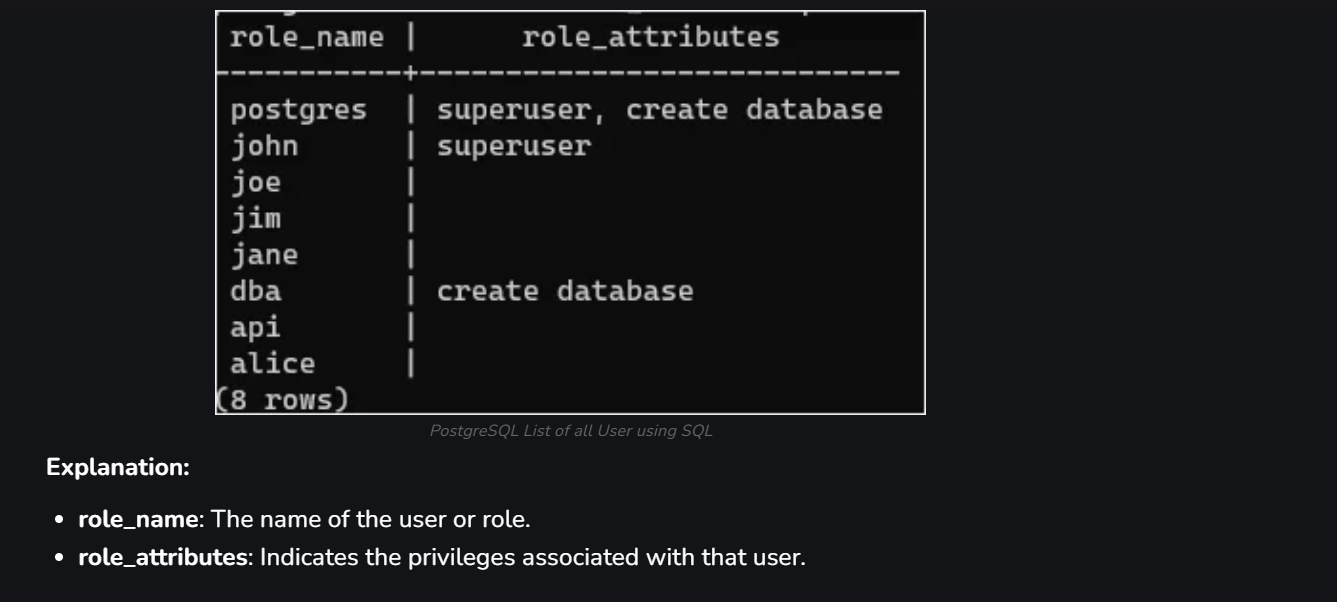 role_name |      role_attributes
-----------+----------------------------
postgres  | superuser, create database
john      | superuser
joe       |
jim       |
jane      |
dba       | create database
api       |
alice     |
(8 rows)
PostgreSQL List of all User using SQL
Explanation:
• role_name: The name of the user or role.
• role_attributes: Indicates the privileges associated with that user.